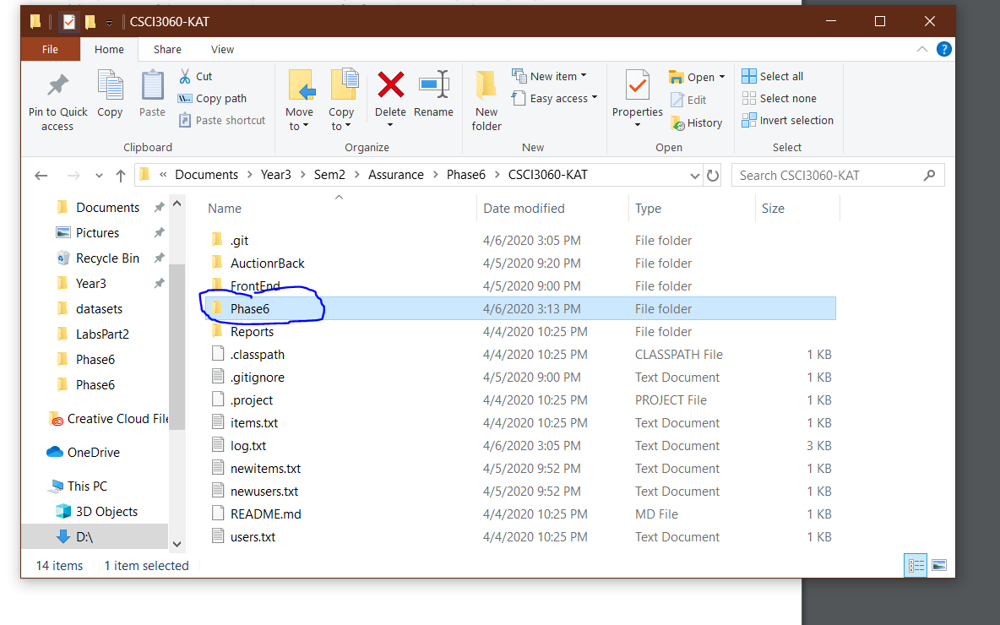 CSCI3060-KAT
File Home Share View
Pin to Quick access
Copy
Paste
Cut
Copy path
Paste shortcut
Clipboard
Move to
Copy to
Delete
Rename
Organize
New folder
New item
Easy access
New
Properties
Open
Edit
History
Open
Select all
Select none
Invert selection
Select
« Documents > Year3 > Sem2 > Assurance > Phase6 > CSCI3060-KAT
Search CSCI3060-KAT
Documents
Pictures
Recycle Bin
Year3
datasets
LabsPart2
Phase6
Phase6
Creative Cloud File
OneDrive
This PC
3D Objects
D:\
Name Date modified Type Size
.git 4/6/2020 3:05 PM File folder
AuctionrBack 4/5/2020 9:20 PM File folder
FrontEnd 4/5/2020 9:00 PM File folder
Phase6 4/6/2020 3:13 PM File folder
Reports 4/4/2020 10:25 PM File folder
.classpath 4/4/2020 10:25 PM CLASSPATH File 1 KB
.gitignore 4/5/2020 9:00 PM Text Document 1 KB
.project 4/4/2020 10:25 PM PROJECT File 1 KB
items.txt 4/4/2020 10:25 PM Text Document 1 KB
log.txt 4/6/2020 3:05 PM Text Document 3 KB
newitems.txt 4/5/2020 9:52 PM Text Document 1 KB
newusers.txt 4/5/2020 9:52 PM Text Document 1 KB
README.md 4/4/2020 10:25 PM MD File 1 KB
users.txt 4/4/2020 10:25 PM Text Document 1 KB
14 items 1 item selected